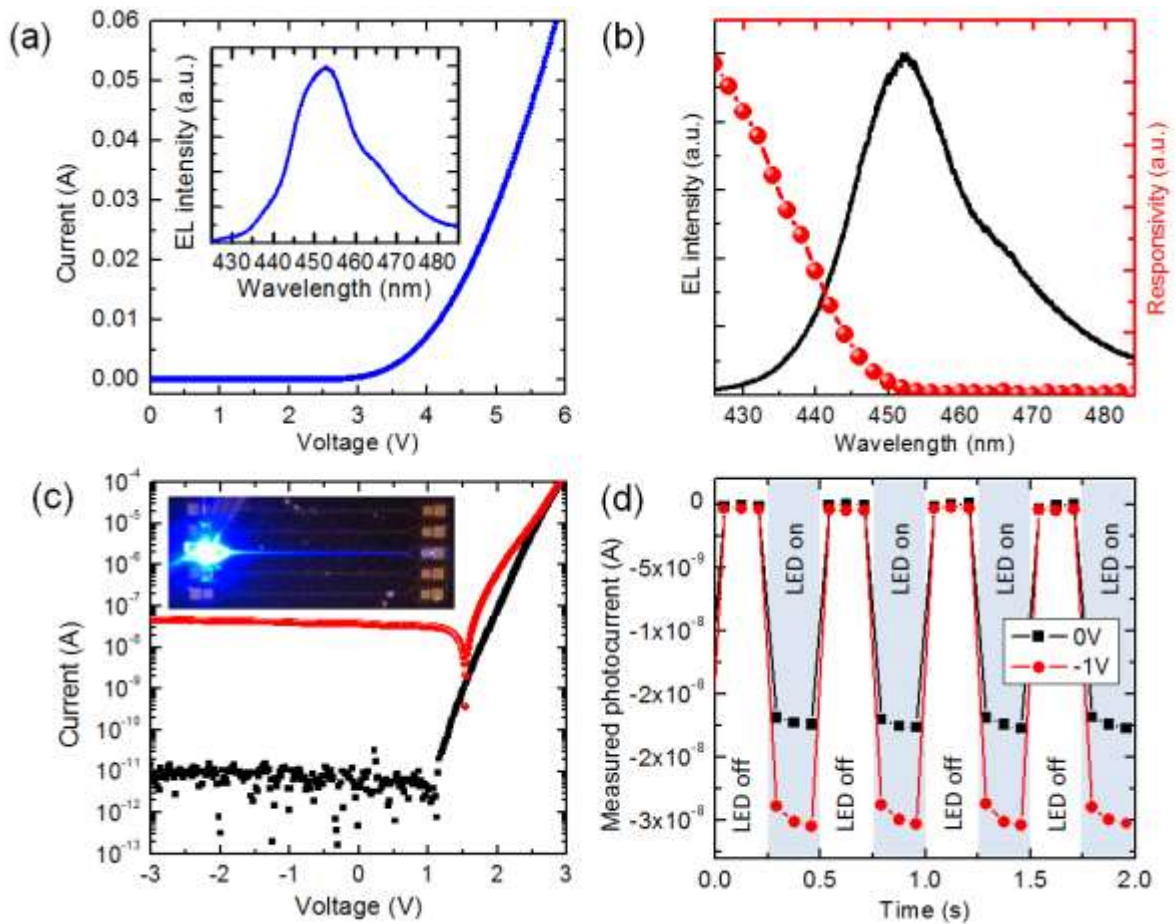 (a)
0.06
0.05
0.04
0.03
0.02
0.01
0.00
Current (A)
0 1 2 3 4 5 6
Voltage (V)
EL intensity (a.u.)
430 440 450 460 470 480
Wavelength (nm)
(b)
EL intensity (a.u.)
Responsivity (a.u.)
430 440 450 460 470 480
Wavelength (nm)
(c)
10⁻⁴
10⁻⁵
10⁻⁶
10⁻⁷
10⁻⁸
10⁻⁹
10⁻¹⁰
10⁻¹¹
10⁻¹²
10⁻¹³
Current (A)
-3 -2 -1 0 1 2 3
Voltage (V)
(d)
0
-5x10⁻⁹
-1x10⁻⁸
-2x10⁻⁸
-2x10⁻⁸
-3x10⁻⁸
Measured photocurrent (A)
LED on
LED on
LED on
LED on
0V
-1V
LED off
LED off
LED off
LED off
0.0 0.5 1.0 1.5 2.0
Time (s)